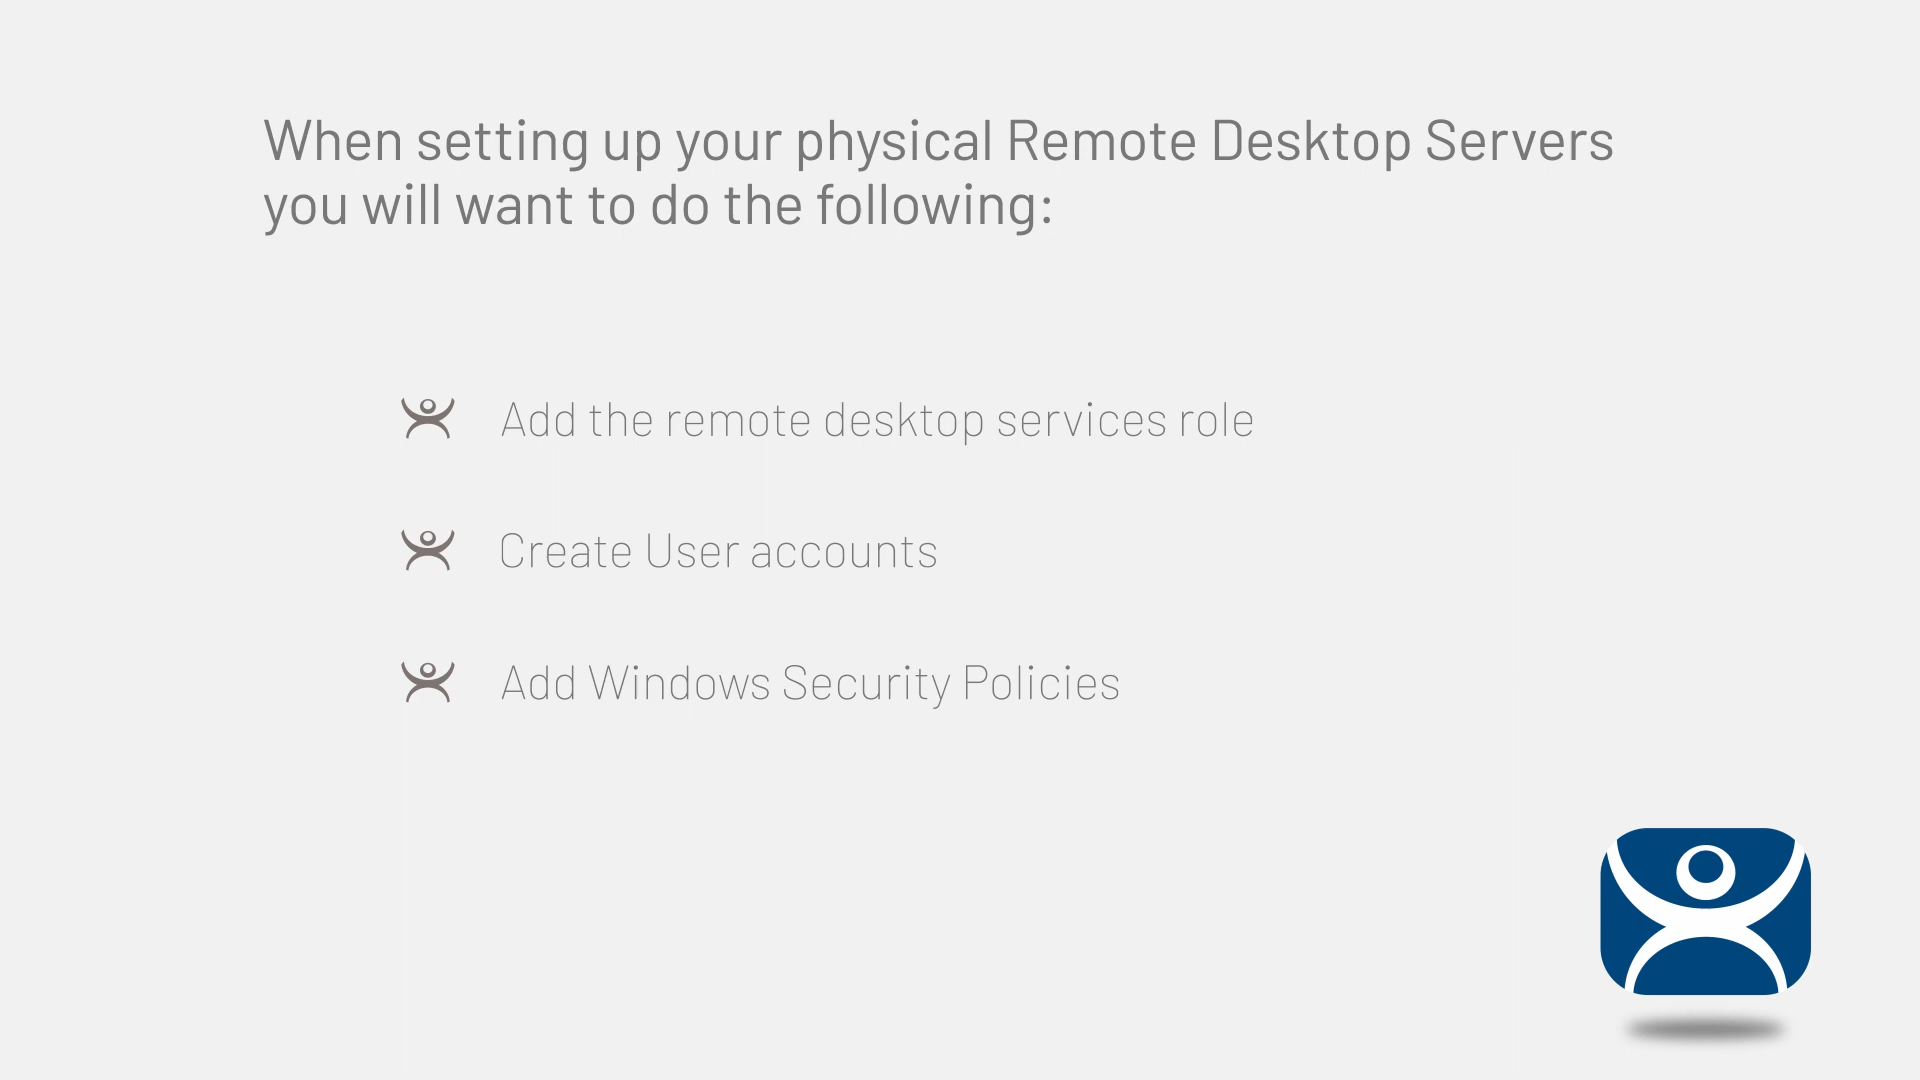 When setting up your physical Remote Desktop Servers
you will want to do the following:
Add the remote desktop services role
Create User accounts
Add Windows Security Policies